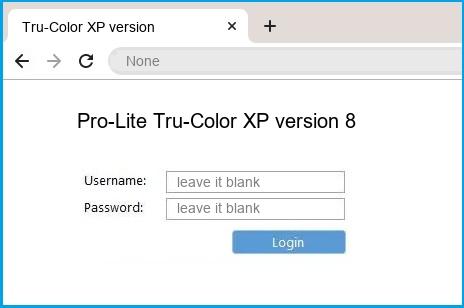 Tru-Color XP version
None
Pro-Lite Tru-Color XP version 8
Username: leave it blank
Password: leave it blank
Login